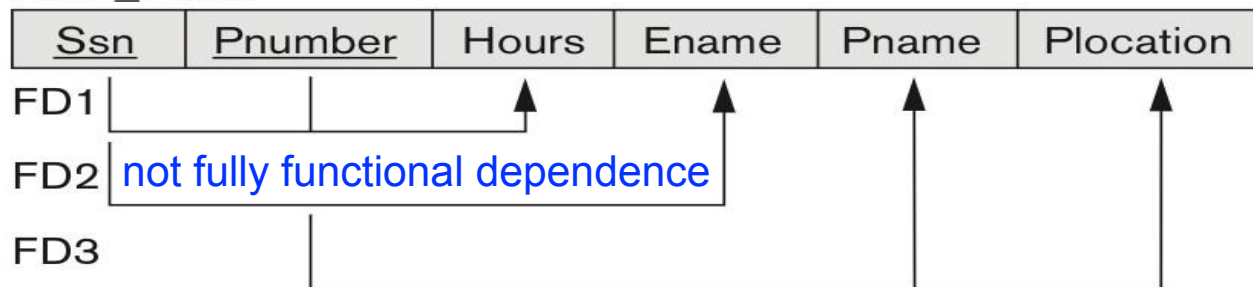 Ssn Pnumber Hours Ename Pname Plocation
FD1
FD2 not fully functional dependence
FD3